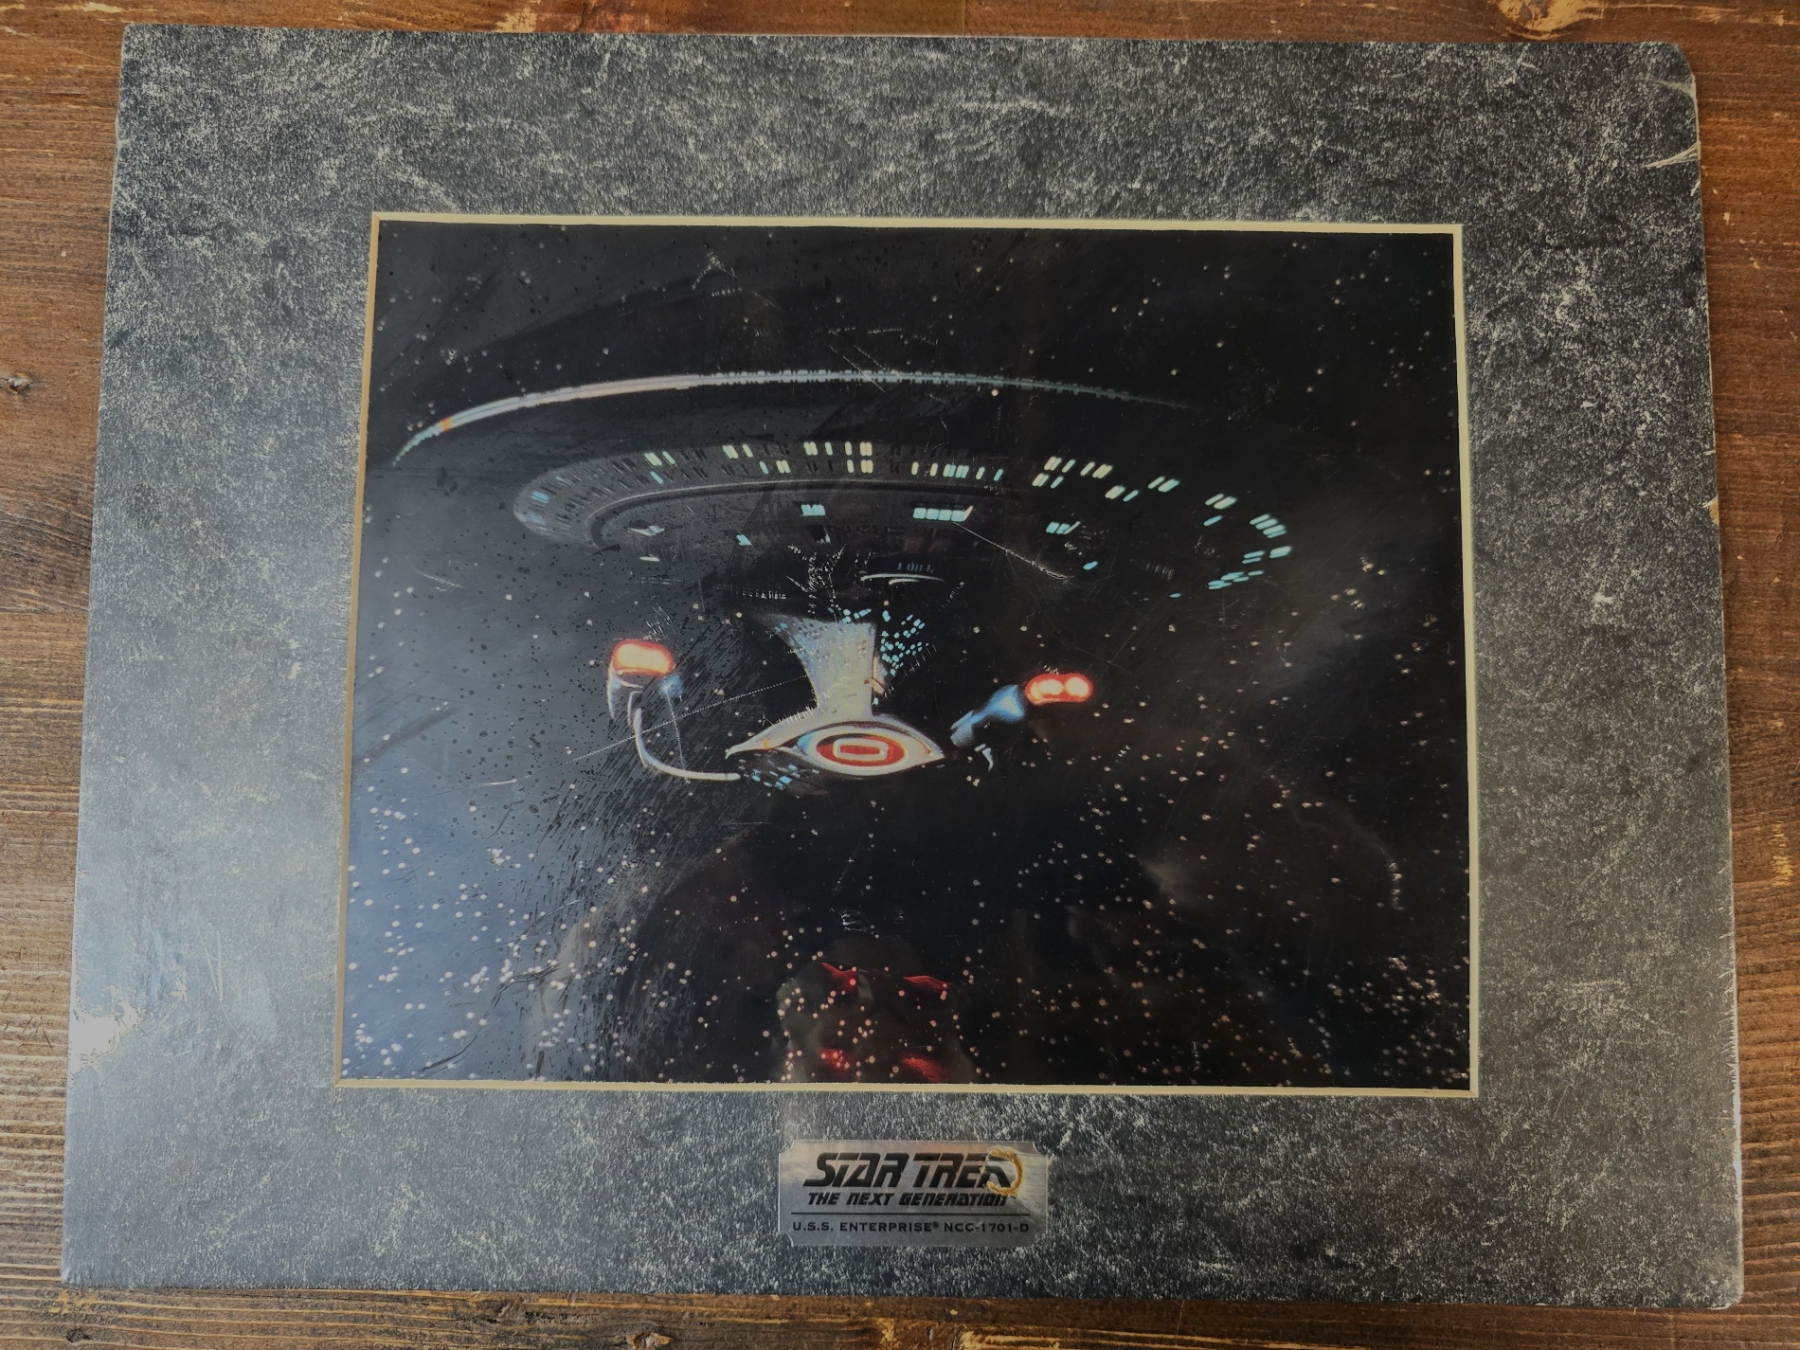 STAR TREK
THE NEXT GENERATION
U.S.S. ENTERPRISE® NCC-1701-D